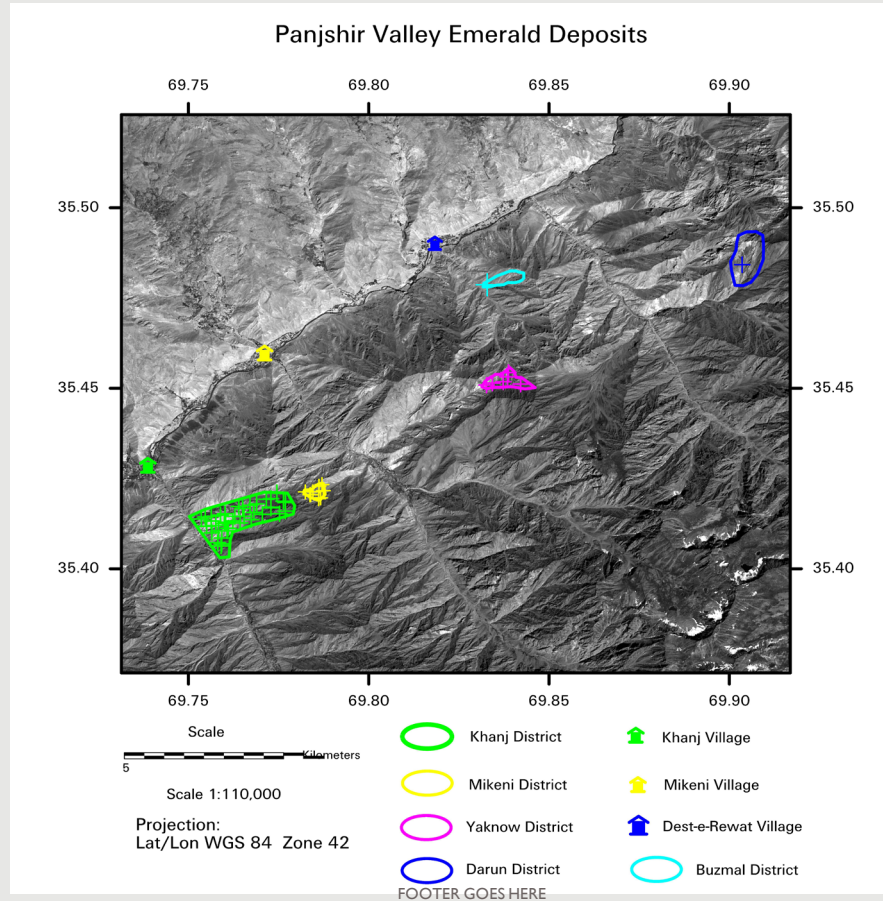 Panjshir Valley Emerald Deposits
69.75 69.80 69.85 69.90
35.50 35.50
35.45 35.45
35.40 35.40
69.75 69.80 69.85 69.90
Scale
Kilometers
5
Scale 1:110,000
Projection:
Lat/Lon WGS 84 Zone 42
Khanj District
Mikeni District
Yaknow District
Darun District
Khanj Village
Mikeni Village
Dest-e-Rewat Village
Buzmal District
FOOTER GOES HERE